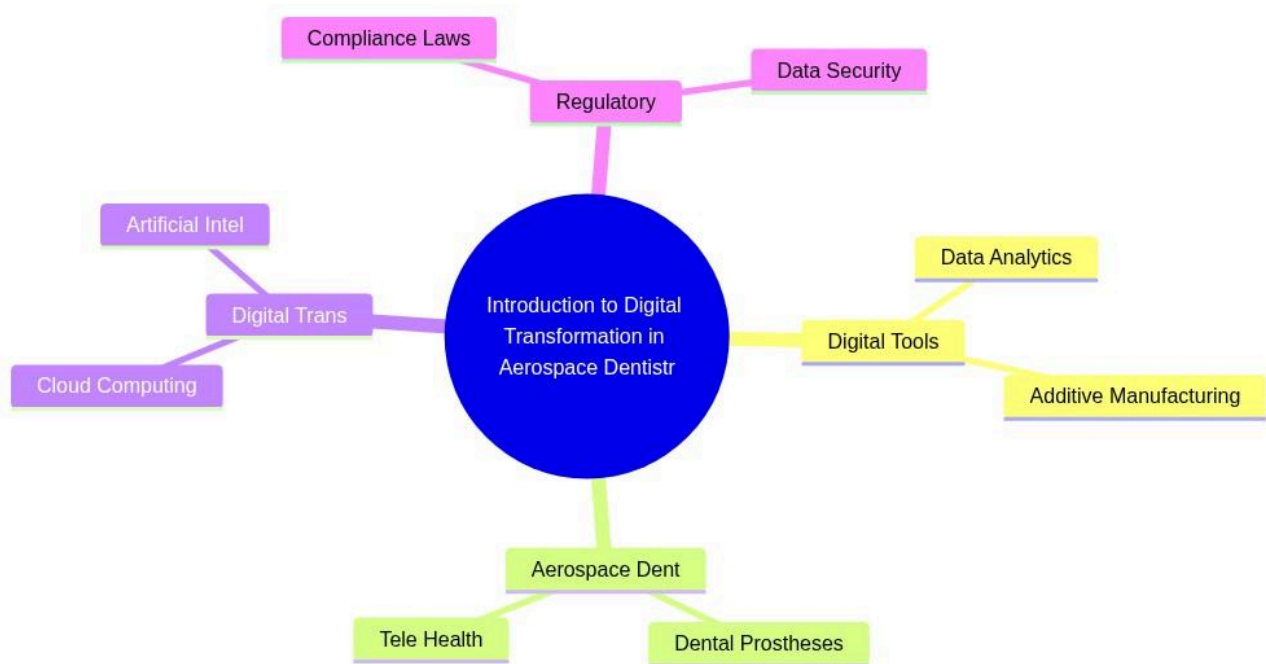 Compliance Laws
Data Security
Regulatory
Artificial Intel
Data Analytics
Introduction to Digital
Transformation in
Aerospace Dentistr
Digital Trans
Digital Tools
Cloud Computing
Additive Manufacturing
Aerospace Dent
Tele Health
Dental Prostheses